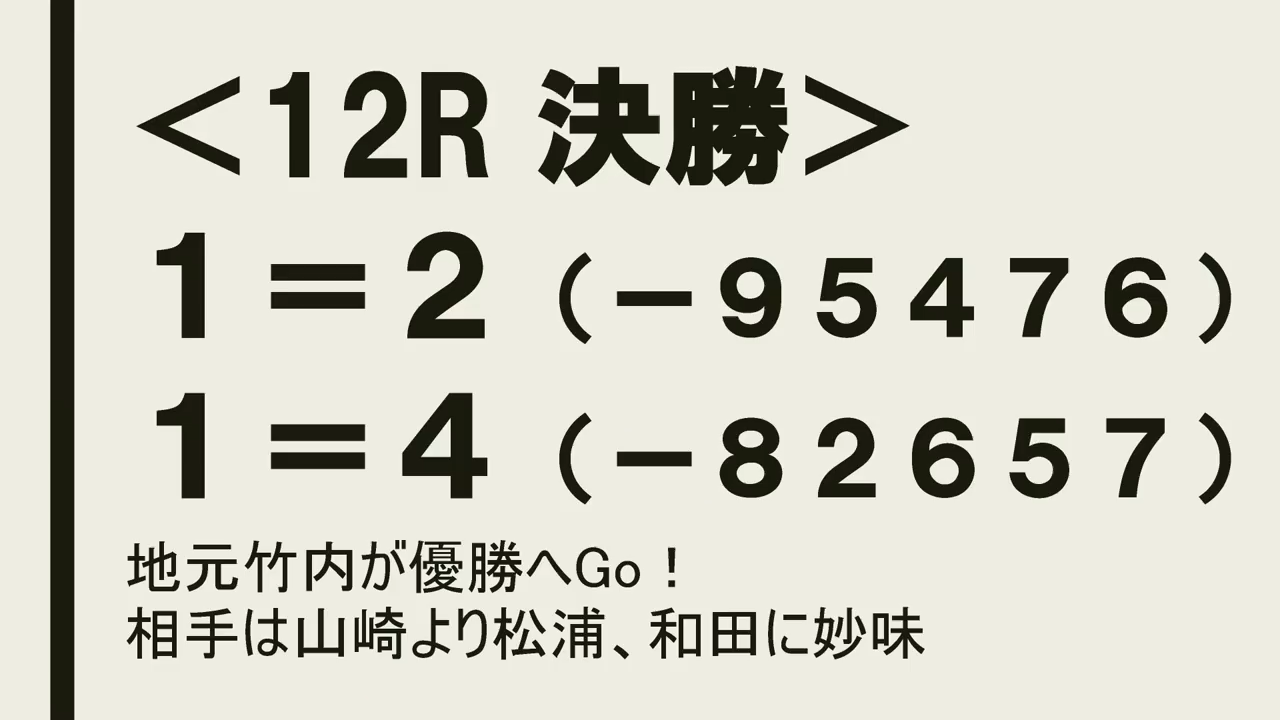 ＜12R 決勝＞
１＝２（－９５４７６）
１＝４（－８２６５７）
地元竹内が優勝へGo！
相手は山崎より松浦、和田に妙味